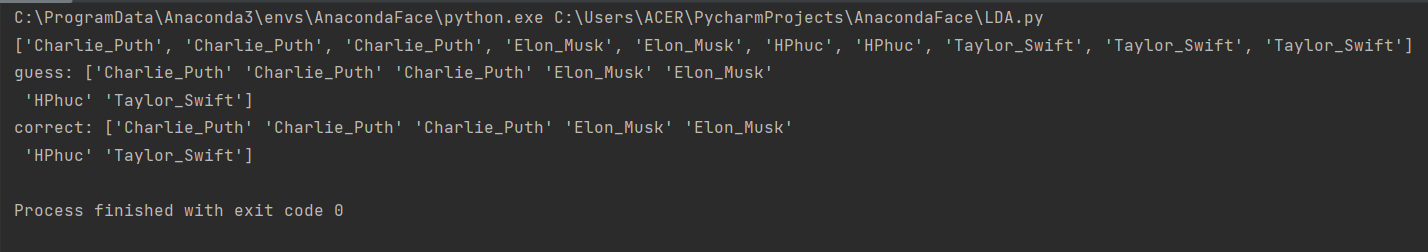 C:\ProgramData\Anaconda3\envs\AnacondaFace\python.exe C:\Users\ACER\PycharmProjects\AnacondaFace\LDA.py
['Charlie_Puth', 'Charlie_Puth', 'Charlie_Puth', 'Elon_Musk', 'Elon_Musk', 'HPhuc', 'HPhuc', 'Taylor_Swift', 'Taylor_Swift', 'Taylor_Swift']
guess: ['Charlie_Puth' 'Charlie_Puth' 'Charlie_Puth' 'Elon_Musk' 'Elon_Musk'
 'HPhuc' 'Taylor_Swift']
correct: ['Charlie_Puth' 'Charlie_Puth' 'Charlie_Puth' 'Elon_Musk' 'Elon_Musk'
 'HPhuc' 'Taylor_Swift']
Process finished with exit code 0